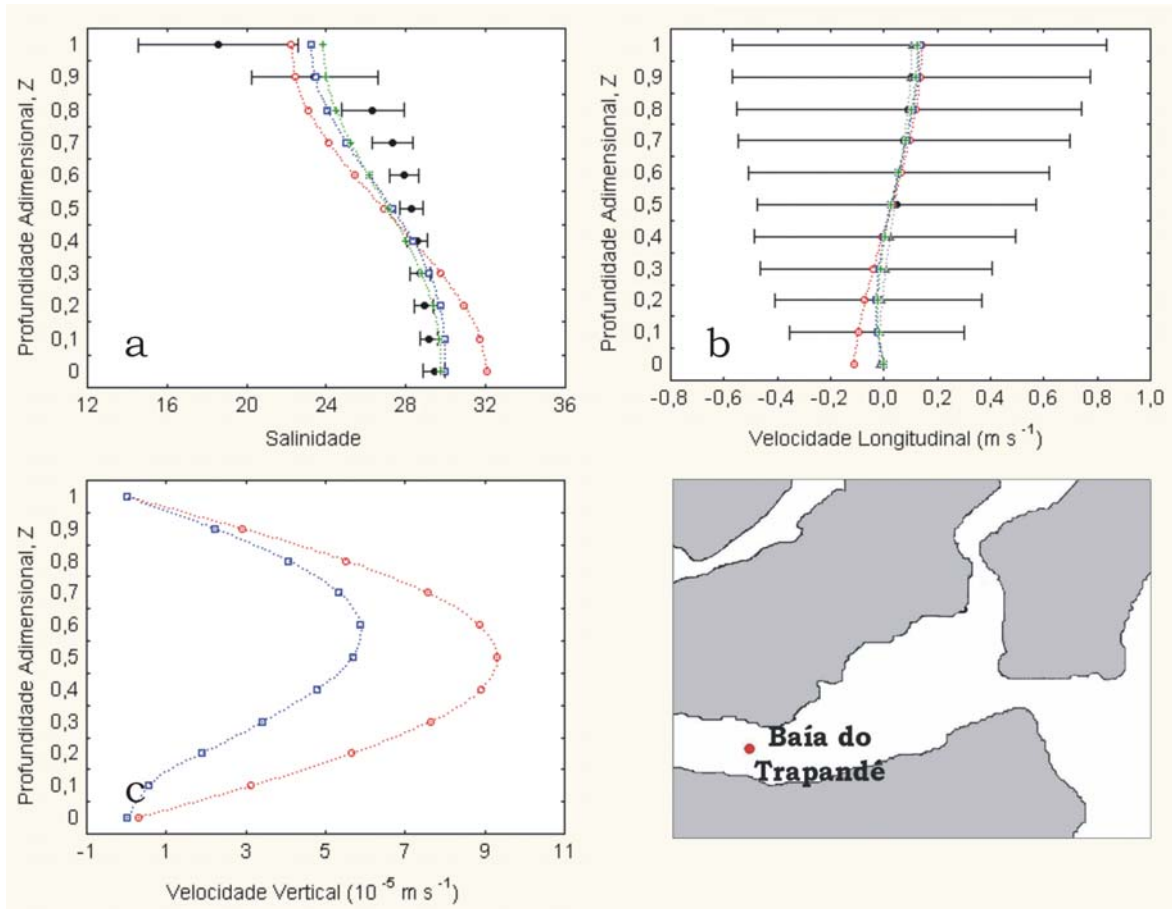 Profundidade Adimensional, Z
1
0,9
0,8
0,7
0,6
0,5
0,4
0,3
0,2
0,1
0
a
12 16 20 24 28 32 36
Salinidade
Profundidade Adimensional, Z
1
0,9
0,8
0,7
0,6
0,5
0,4
0,3
0,2
0,1
0
b
-0,8 -0,6 -0,4 -0,2 0,0 0,2 0,4 0,6 0,8 1,0
Velocidade Longitudinal (m s⁻¹)
Profundidade Adimensional, Z
1
0,9
0,8
0,7
0,6
0,5
0,4
0,3
0,2
0,1
0
c
-1 1 3 5 7 9 11
Velocidade Vertical (10⁻⁵ m s⁻¹)
Baía do
Trapandé